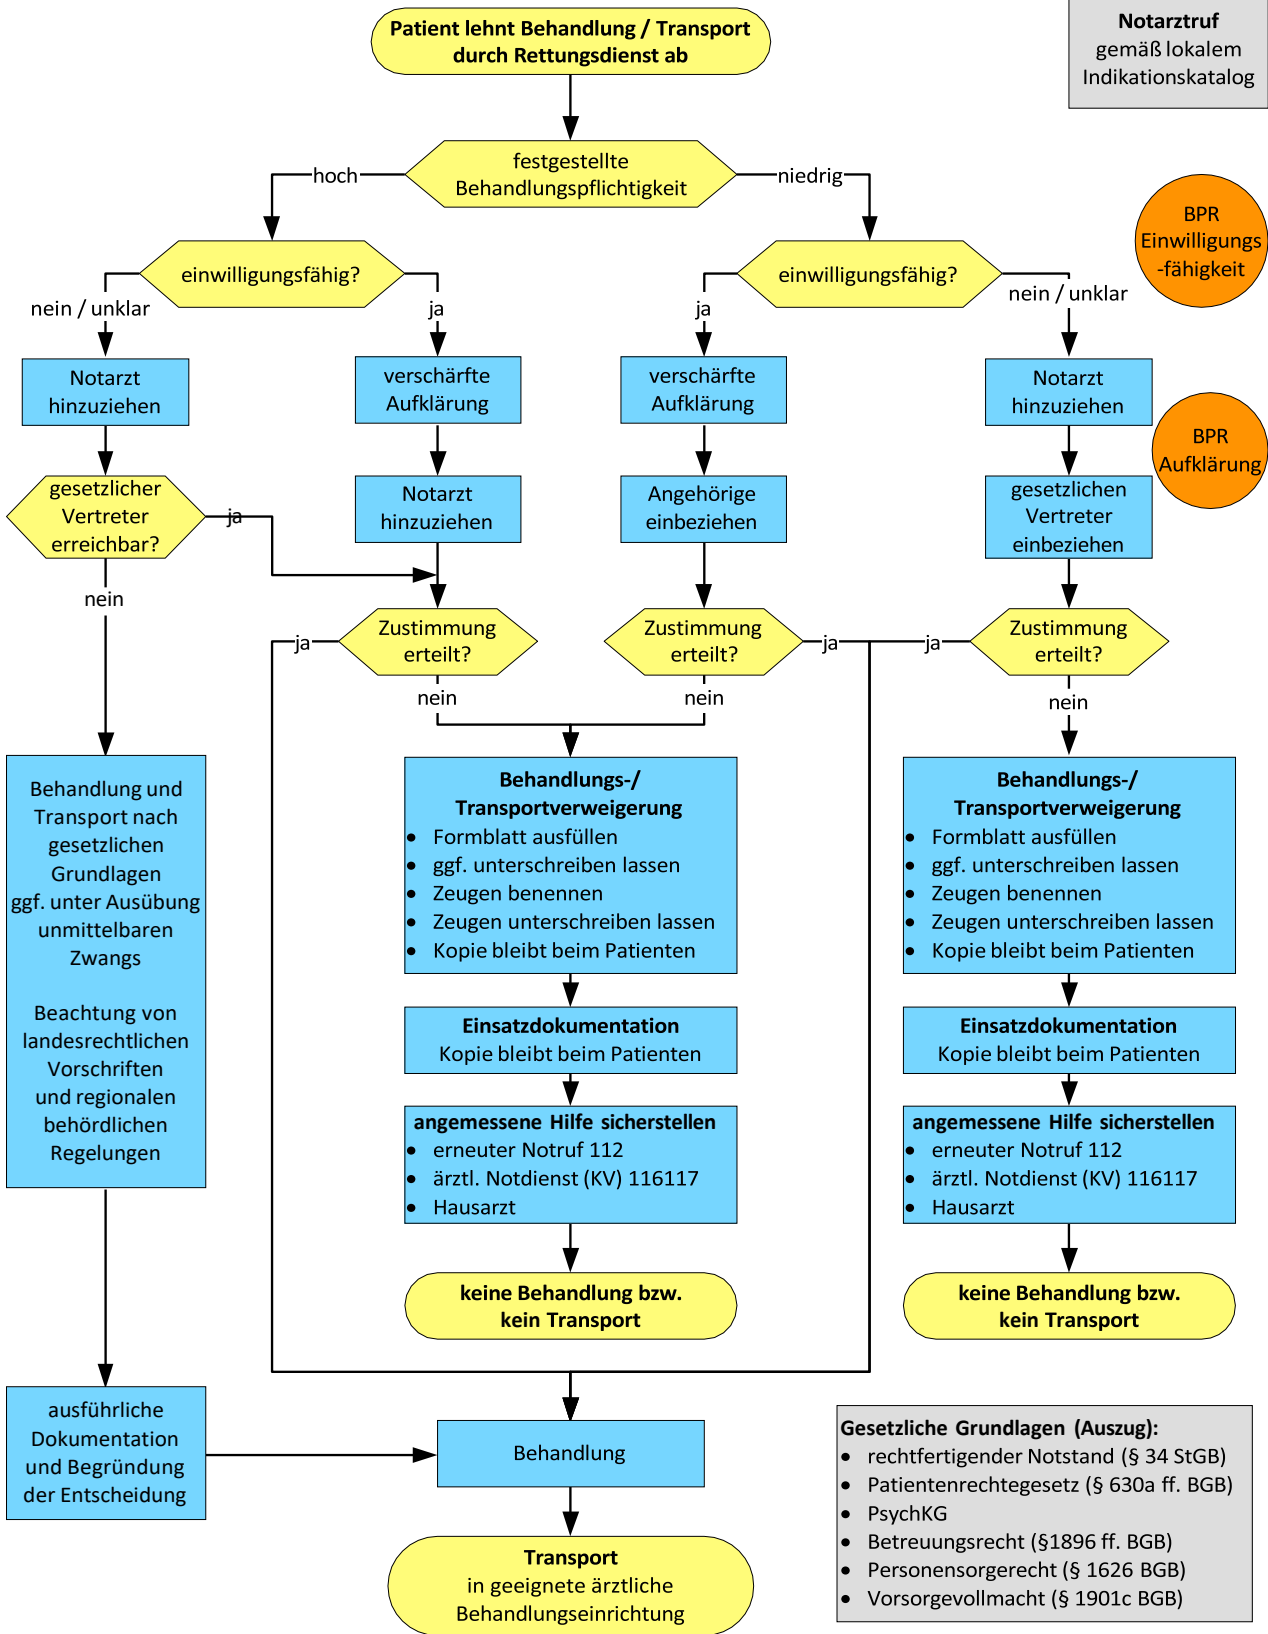 Patient lehnt Behandlung / Transport
durch Rettungsdienst ab
Notarztruf
gemäß lokalem
Indikationskatalog
festgestellte
Behandlungspflichtigkeit
hoch
niedrig
BPR
Einwilligungs
-fähigkeit
einwilligungsfähig?
einwilligungsfähig?
nein / unklar
ja
ja
nein / unklar
Notarzt
hinzuziehen
verschärfte
Aufklärung
verschärfte
Aufklärung
Notarzt
hinzuziehen
BPR
Aufklärung
gesetzlicher
Vertreter
erreichbar?
ja
Notarzt
hinzuziehen
Angehörige
einbeziehen
gesetzlichen
Vertreter
einbeziehen
nein
Zustimmung
erteilt?
Zustimmung
erteilt?
Zustimmung
erteilt?
ja
ja
ja
nein
nein
nein
Behandlung und
Transport nach
gesetzlichen
Grundlagen
ggf. unter Ausübung
unmittelbaren
Zwangs
Beachtung von
landesrechtlichen
Vorschriften
und regionalen
behördlichen
Regelungen
Behandlungs-/
Transportverweigerung
• Formblatt ausfüllen
• ggf. unterschreiben lassen
• Zeugen benennen
• Zeugen unterschreiben lassen
• Kopie bleibt beim Patienten
Behandlungs-/
Transportverweigerung
• Formblatt ausfüllen
• ggf. unterschreiben lassen
• Zeugen benennen
• Zeugen unterschreiben lassen
• Kopie bleibt beim Patienten
Einsatzdokumentation
Kopie bleibt beim Patienten
Einsatzdokumentation
Kopie bleibt beim Patienten
angemessene Hilfe sicherstellen
• erneuter Notruf 112
• ärztl. Notdienst (KV) 116117
• Hausarzt
angemessene Hilfe sicherstellen
• erneuter Notruf 112
• ärztl. Notdienst (KV) 116117
• Hausarzt
keine Behandlung bzw.
kein Transport
keine Behandlung bzw.
kein Transport
ausführliche
Dokumentation
und Begründung
der Entscheidung
Behandlung
Transport
in geeignete ärztliche
Behandlungseinrichtung
Gesetzliche Grundlagen (Auszug):
• rechtfertigender Notstand (§ 34 StGB)
• Patientenrechtegesetz (§ 630a ff. BGB)
• PsychKG
• Betreuungsrecht (§1896 ff. BGB)
• Personensorgerecht (§ 1626 BGB)
• Vorsorgevollmacht (§ 1901c BGB)